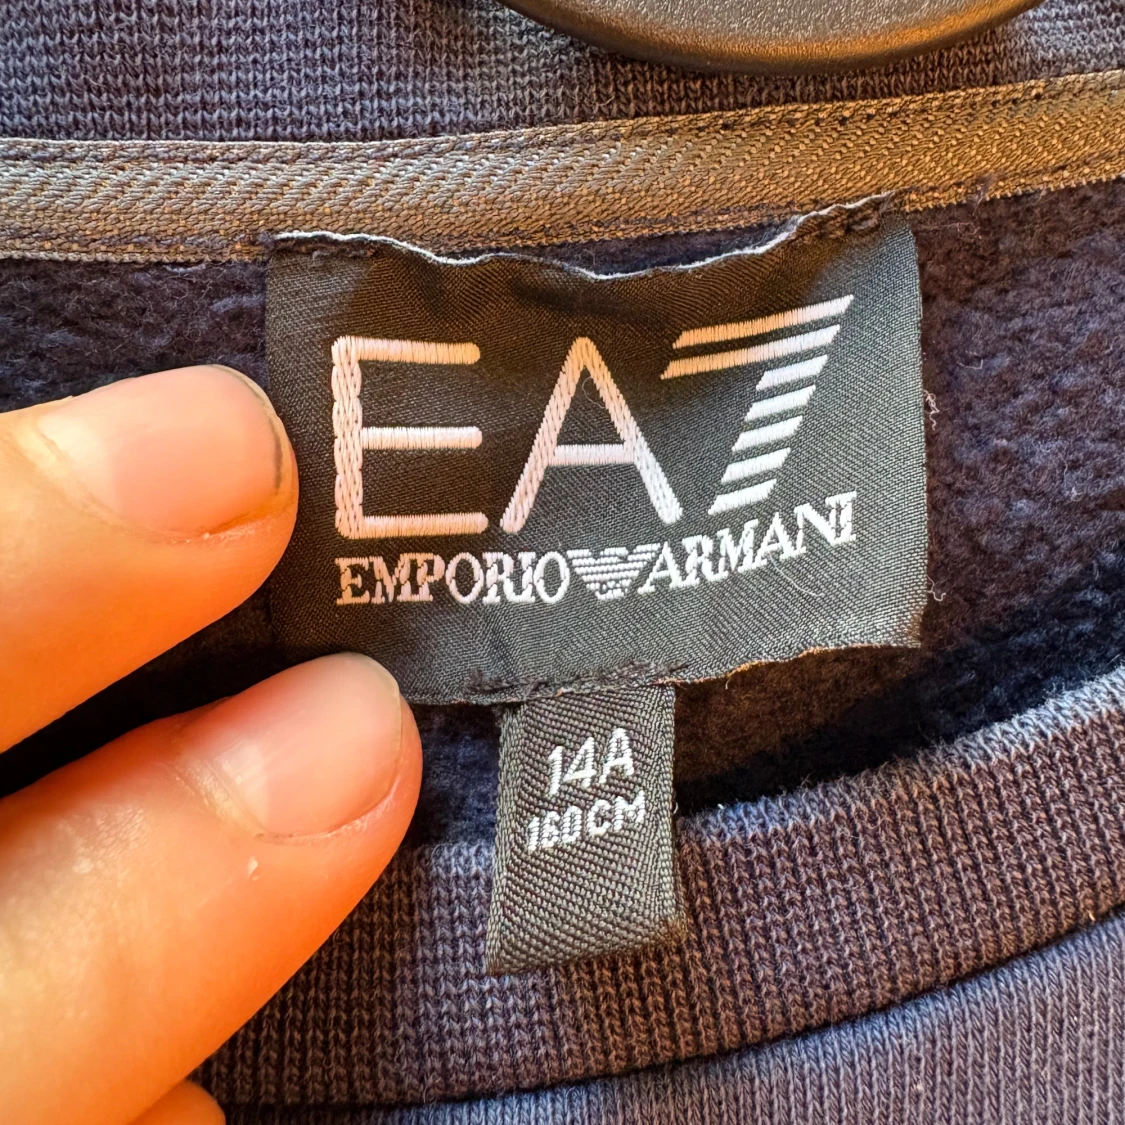 EA7
EMPORIO ARMANI
14A
160 CM